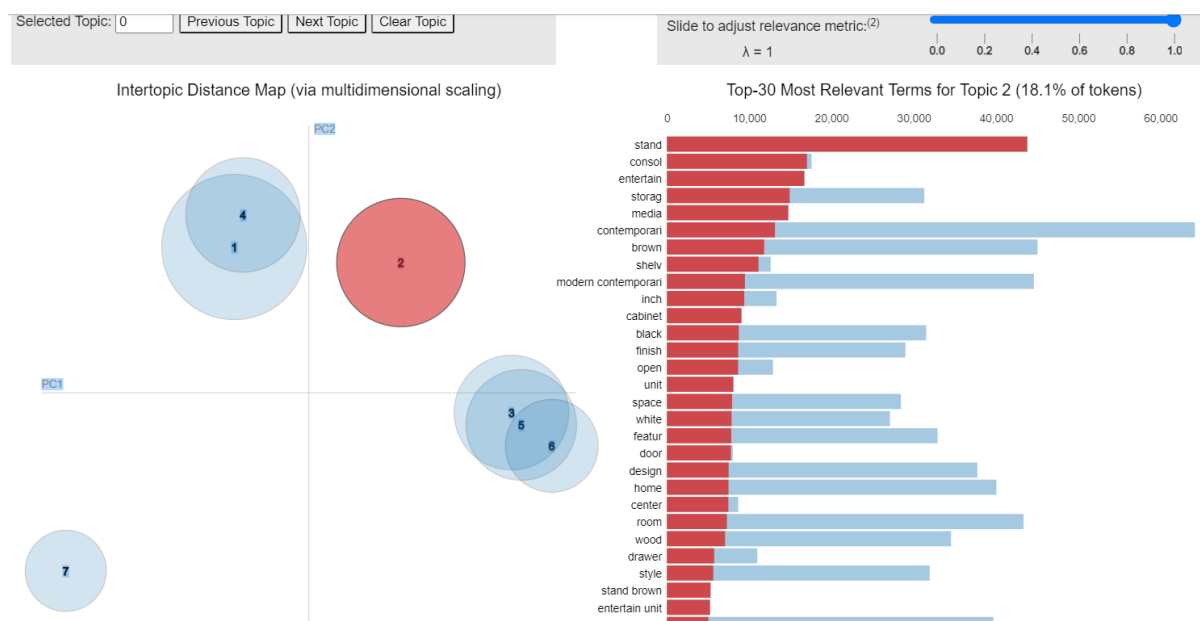 Selected Topic: 0 Previous Topic Next Topic Clear Topic
Slide to adjust relevance metric:(2)
λ = 1
0.0 0.2 0.4 0.6 0.8 1.0
Intertopic Distance Map (via multidimensional scaling)
PC2
PC1
4
1
2
3
5
6
7
Top-30 Most Relevant Terms for Topic 2 (18.1% of tokens)
0 10,000 20,000 30,000 40,000 50,000 60,000
stand
consol
entertain
storag
media
contemporari
brown
shelv
modern contemporari
inch
cabinet
black
finish
open
unit
space
white
featur
door
design
home
center
room
wood
drawer
style
stand brown
entertain unit